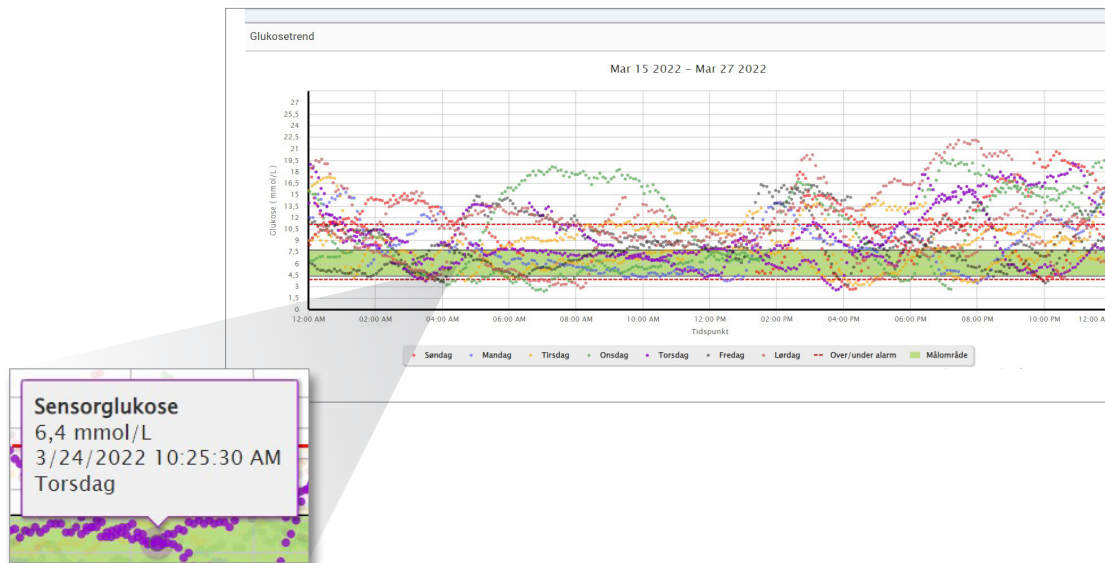 Glukosetrend
Mar 15 2022 - Mar 27 2022
Glukose ( mmol/L)
27
25,5
24
22,5
21
19,5
18
16,5
15
13,5
12
10,5
9
7,5
6
4,5
3
1,5
0
12:00 AM 02:00 AM 04:00 AM 06:00 AM 08:00 AM 10:00 AM 12:00 PM 02:00 PM 04:00 PM 06:00 PM 08:00 PM 10:00 PM 12:00 A
Tidspunkt
Søndag Mandag Tirsdag Onsdag Torsdag Fredag Lørdag Over/under alarm Målområde
Sensorglukose
6,4 mmol/L
3/24/2022 10:25:30 AM
Torsdag